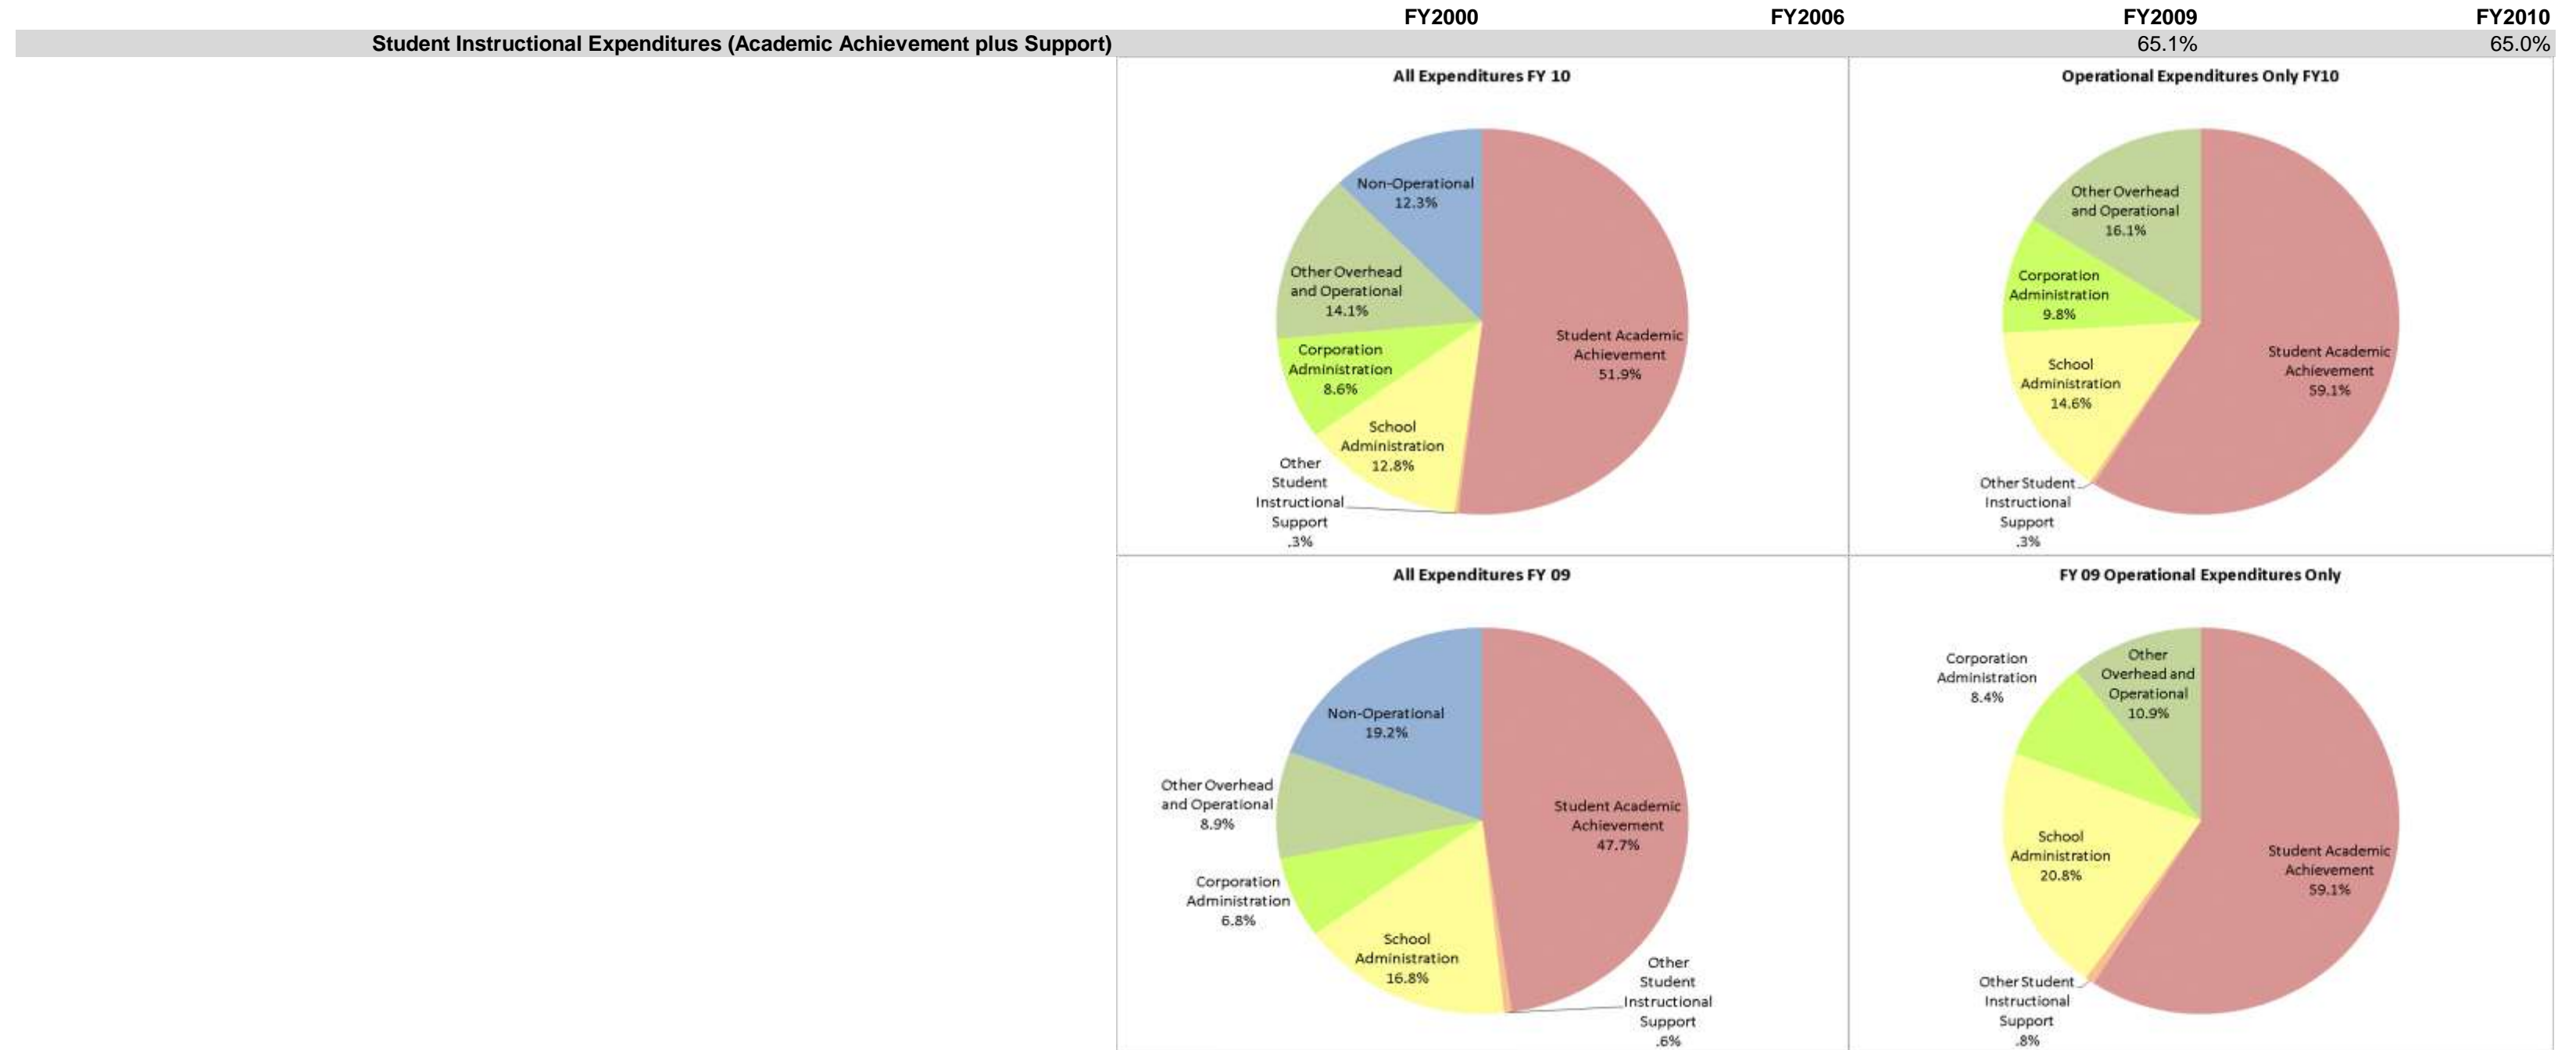 FY2000 FY2006 FY2009 FY2010
Student Instructional Expenditures (Academic Achievement plus Support) 65.1% 65.0%
All Expenditures FY 10
Non-Operational
12.3%
Other Overhead
and Operational
14.1%
Corporation
Administration
8.6%
School
Administration
12.8%
Other
Student
Instructional
Support
.3%
Student Academic
Achievement
51.9%
Operational Expenditures Only FY10
Other Overhead
and Operational
16.1%
Corporation
Administration
9.8%
School
Administration
14.6%
Other Student
Instructional
Support
.3%
Student Academic
Achievement
59.1%
All Expenditures FY 09
Non-Operational
19.2%
Other Overhead
and Operational
8.9%
Corporation
Administration
6.8%
School
Administration
16.8%
Student Academic
Achievement
47.7%
Other
Student
Instructional
Support
.6%
FY 09 Operational Expenditures Only
Corporation
Administration
8.4%
Other
Overhead and
Operational
10.9%
School
Administration
20.8%
Student Academic
Achievement
59.1%
Other Student
Instructional
Support
.8%